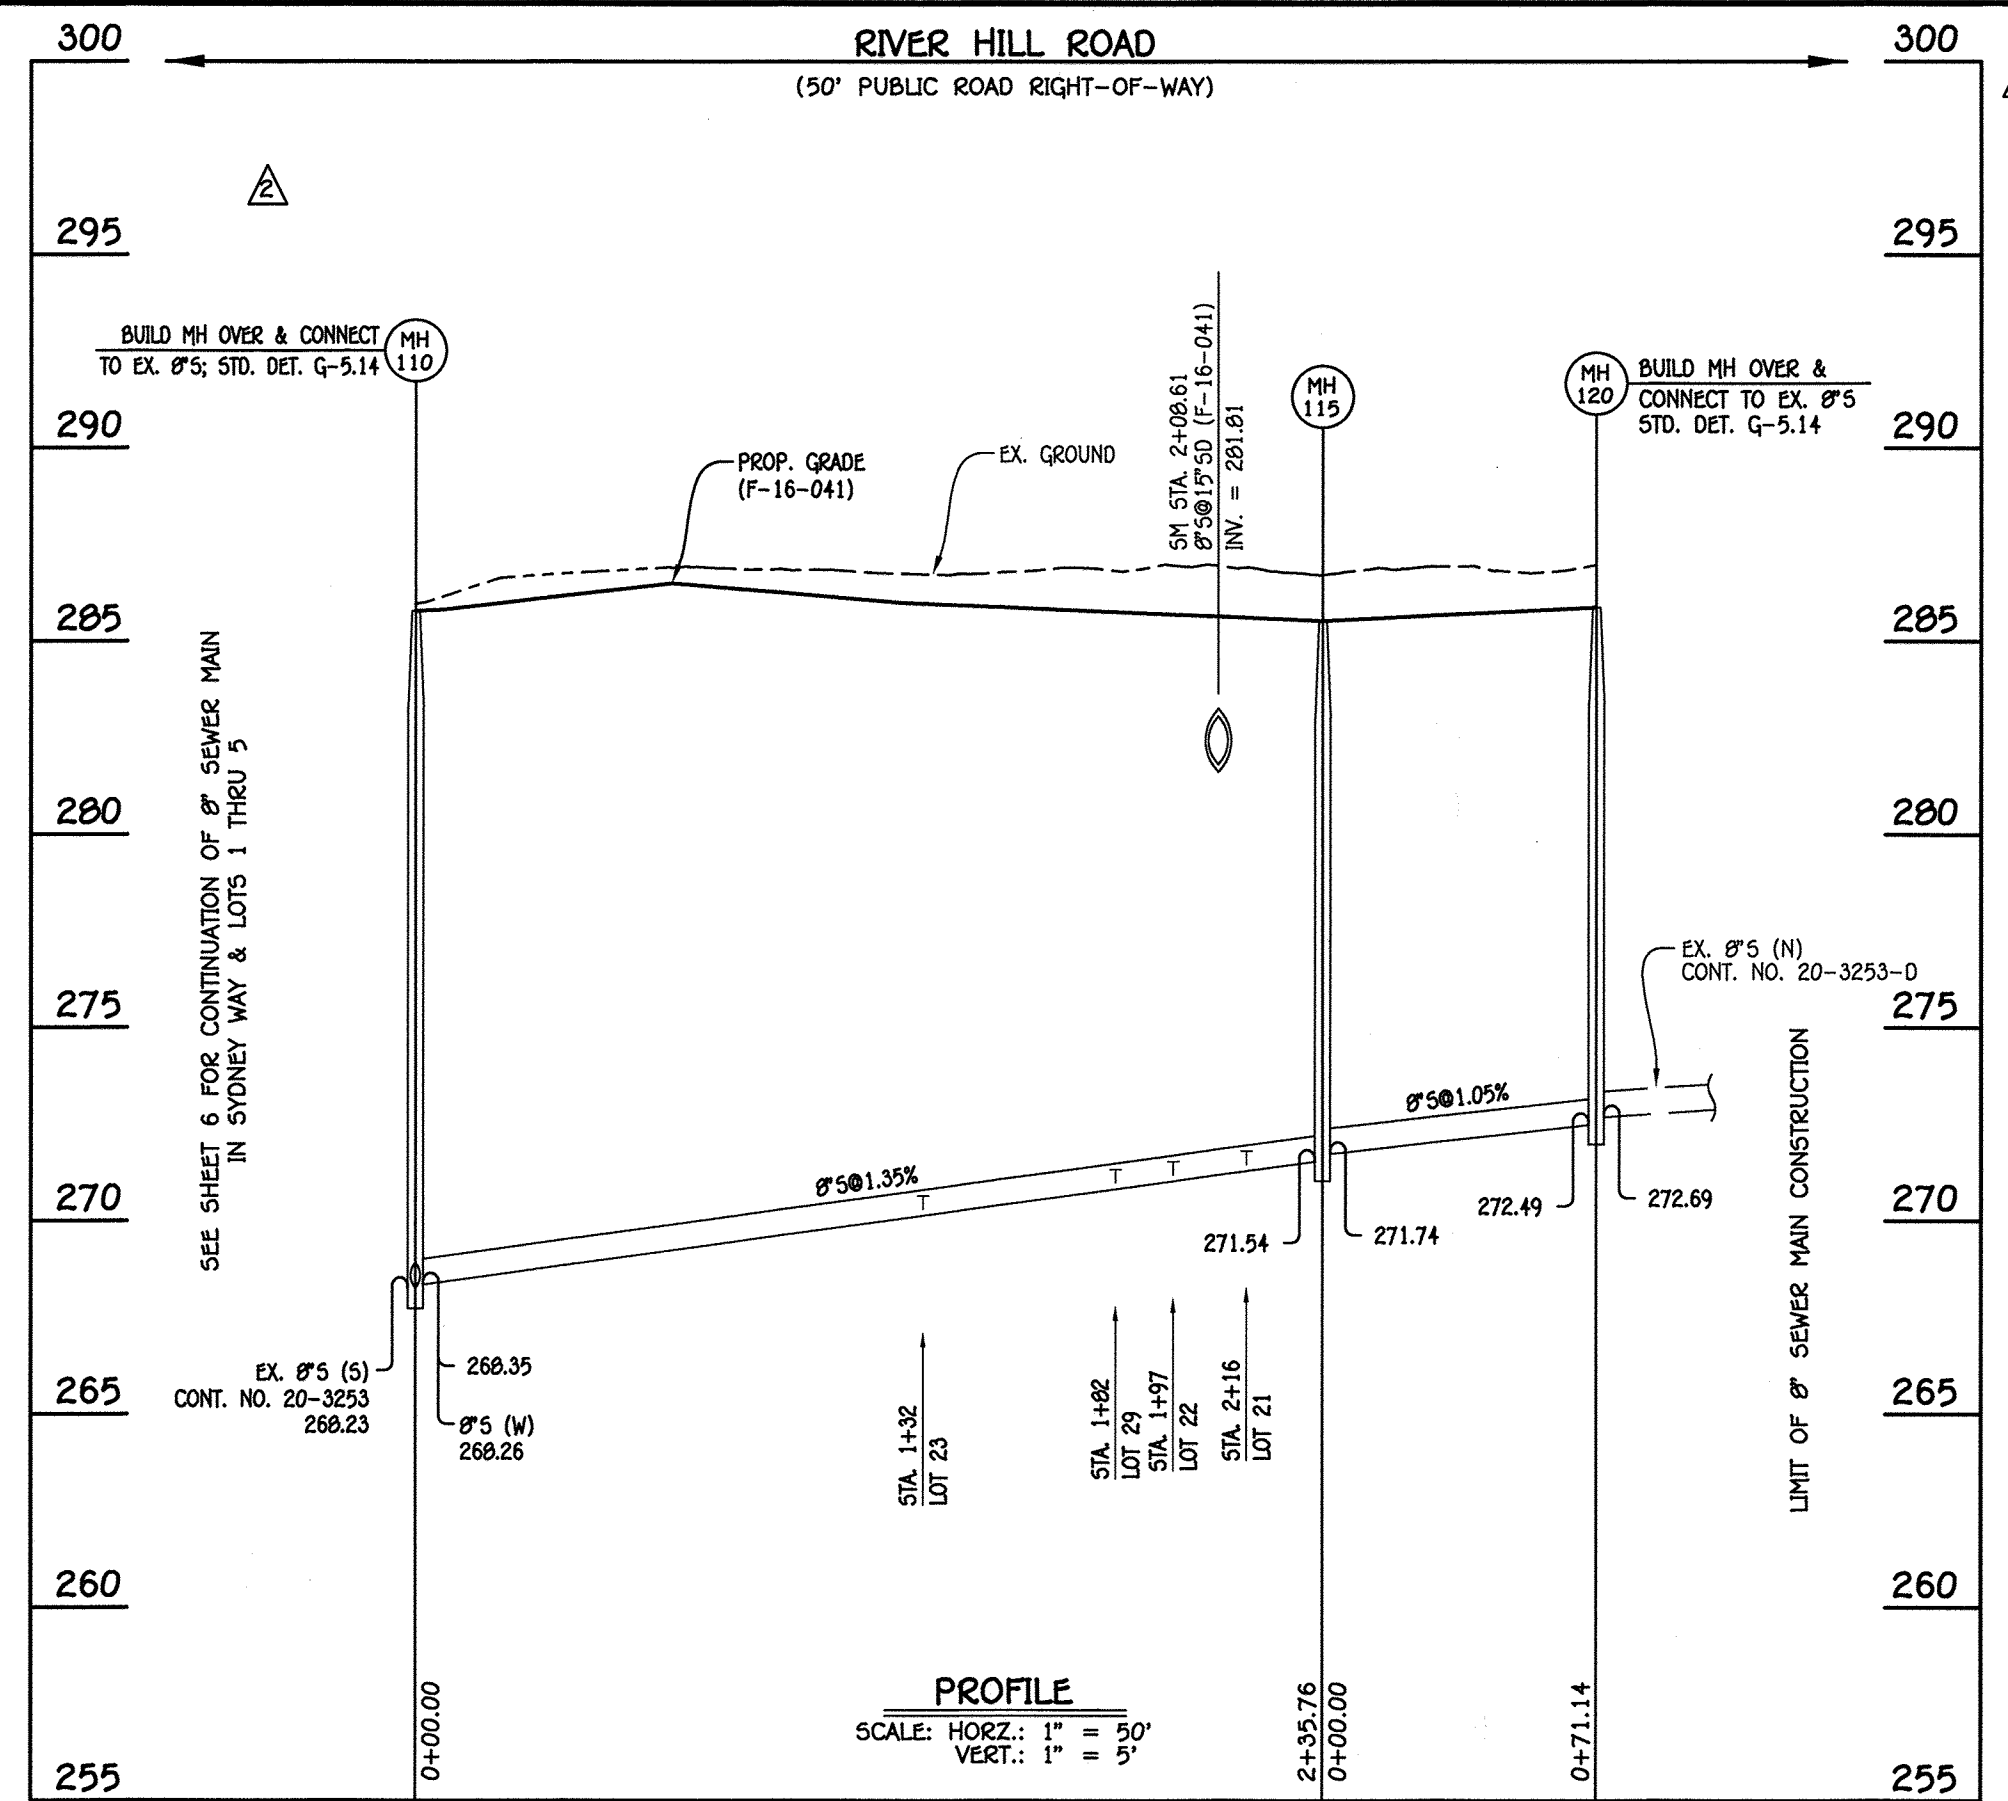 RIVER HILL ROAD
(50' PUBLIC ROAD RIGHT-OF-WAY)
300
295
290
285
280
275
270
265
260
255
300
295
290
285
280
275
270
265
260
255
2
BUILD MH OVER & CONNECT
TO EX. 8"S; STD. DET. G-5.14
MH
110
PROP. GRADE
(F-16-041)
EX. GROUND
SM STA. 2+08.61
8"S@15"SD (F-16-041)
INV. = 281.81
MH
115
MH
120
BUILD MH OVER &
CONNECT TO EX. 8"S
STD. DET. G-5.14
SEE SHEET 6 FOR CONTINUATION OF 8" SEWER MAIN
IN SYDNEY WAY & LOTS 1 THRU 5
EX. 8"S (N)
CONT. NO. 20-3253-D
8"S@1.35%
8"S@1.05%
T
T
T
T
271.54
271.74
272.49
272.69
EX. 8"S (S)
CONT. NO. 20-3253
268.23
268.35
8"S (W)
268.26
STA. 1+32
LOT 23
STA. 1+82
LOT 29
STA. 1+97
LOT 22
STA. 2+16
LOT 21
LIMIT OF 8" SEWER MAIN CONSTRUCTION
0+00.00
2+35.76
0+00.00
0+71.14
PROFILE
SCALE: HORZ.: 1" = 50'
VERT.: 1" = 5'